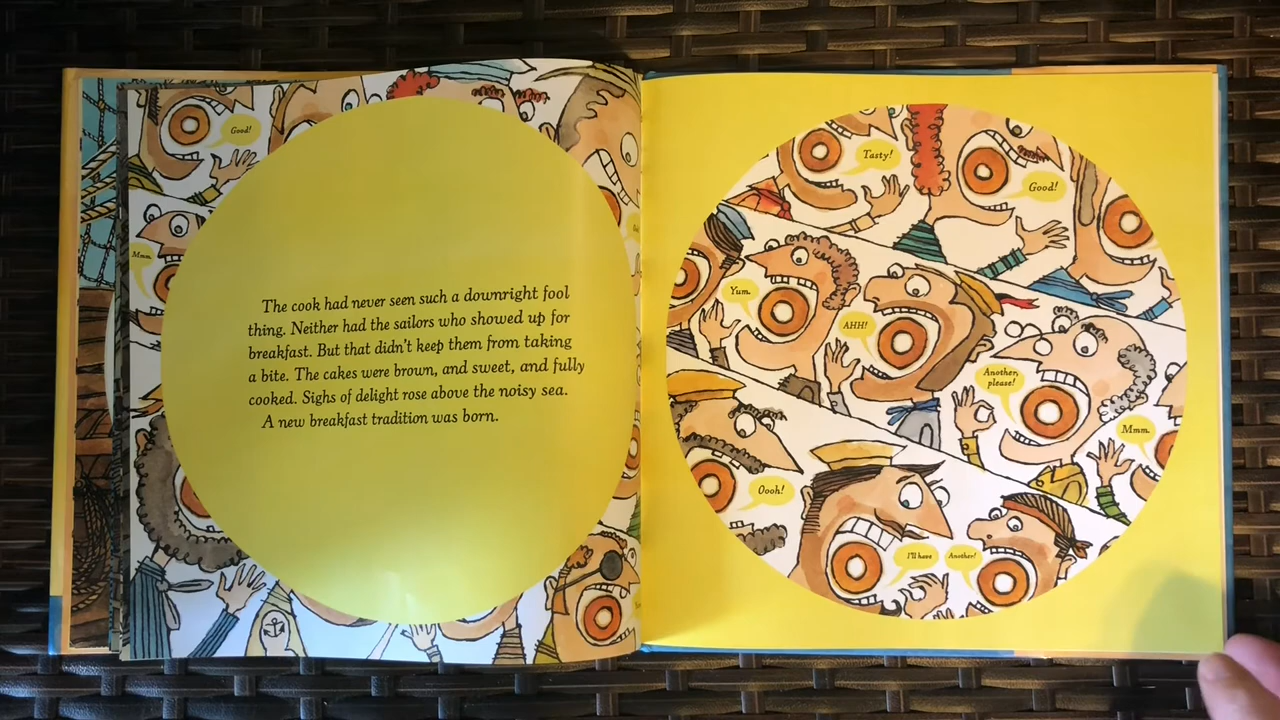 Good!
Mmm.
The cook had never seen such a downright fool
thing. Neither had the sailors who showed up for
breakfast. But that didn't keep them from taking
a bite. The cakes were brown, and sweet, and fully
cooked. Sighs of delight rose above the noisy sea.
A new breakfast tradition was born.
Tasty!
Good!
Yum.
AHH!
Another,
please!
Mmm.
Oooh!
I'll have
Another!